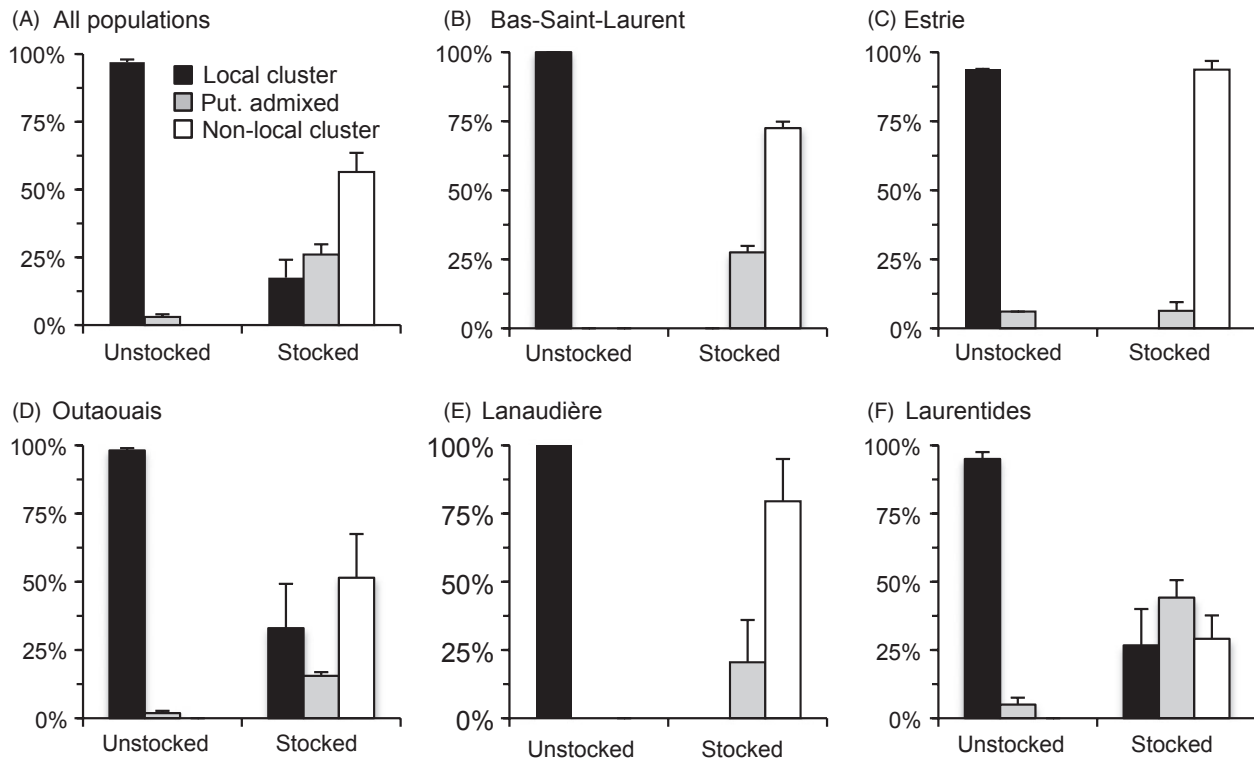 (A) All populations
100%
75%
50%
25%
0%
Local cluster
Put. admixed
Non-local cluster
Unstocked Stocked
(B) Bas-Saint-Laurent
100%
75%
50%
25%
0%
Unstocked Stocked
(C) Estrie
100%
75%
50%
25%
0%
Unstocked Stocked
(D) Outaouais
100%
75%
50%
25%
0%
Unstocked Stocked
(E) Lanaudière
100%
75%
50%
25%
0%
Unstocked Stocked
(F) Laurentides
100%
75%
50%
25%
0%
Unstocked Stocked